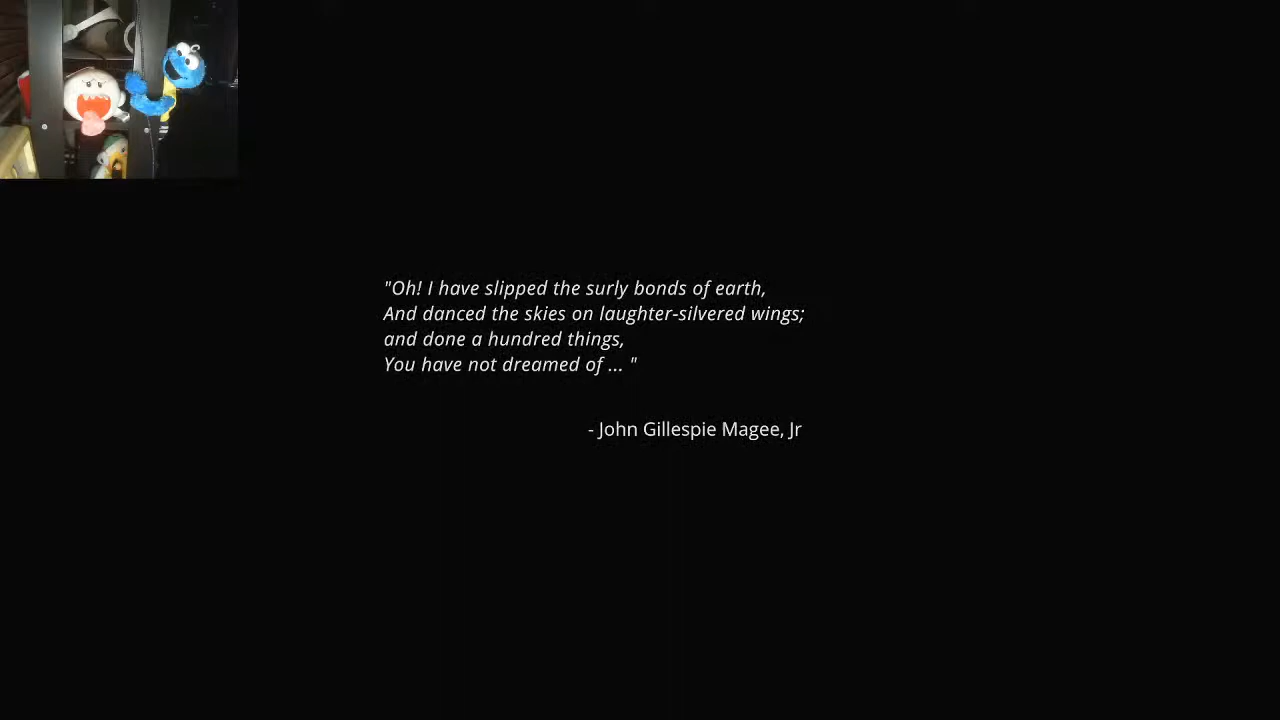 "Oh! I have slipped the surly bonds of earth,
And danced the skies on laughter-silvered wings;
and done a hundred things,
You have not dreamed of ... "
- John Gillespie Magee, Jr